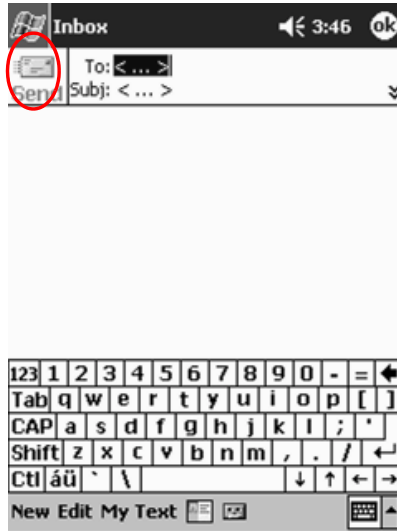 Inbox 3:46 ok
To: < ... >
Send Subj: < ... >
123 1 2 3 4 5 6 7 8 9 0 - = ←
Tab q w e r t y u i o p [ ]
CAP a s d f g h j k l ; '
Shift z x c v b n m , . / ↵
Ctl áü ` \ ↓ ↑ ← →
New Edit My Text